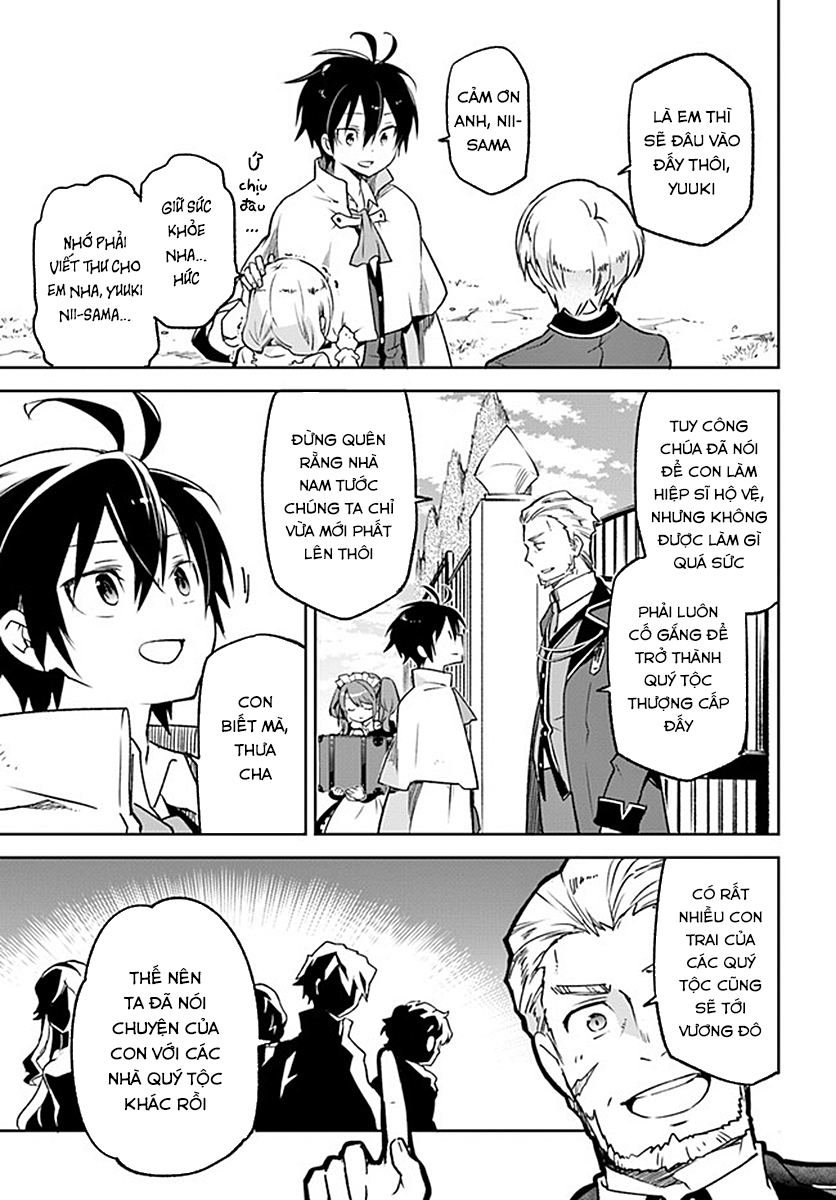 LÀ EM THÌ
SẼ ĐÂU VÀO
ĐẤY THÔI,
YUUKI
CẢM ƠN
ANH, NII-
SAMA
Ứ
chịu
đâu
...
GIỮ SỨC
KHỎE
NHA...
HỨC
NHỚ PHẢI
VIẾT THƯ CHO
EM NHA, YUUKI
NII-SAMA...
TUY CÔNG
CHÚA ĐÃ NÓI
ĐỂ CON LÀM
HIỆP SĨ HỘ VỆ,
NHƯNG KHÔNG
ĐƯỢC LÀM GÌ
QUÁ SỨC
PHẢI LUÔN
CỐ GẮNG ĐỂ
TRỞ THÀNH
QUÝ TỘC
THƯỢNG CẤP
ĐẤY
ĐỪNG QUÊN
RẰNG NHÀ
NAM TƯỚC
CHÚNG TA CHỈ
VỪA MỚI PHẤT
LÊN THÔI
CON
BIẾT MÀ,
THƯA
CHA
CÓ RẤT
NHIỀU CON
TRAI CỦA
CÁC QUÝ
TỘC CŨNG
SẼ TỚI
VƯƠNG ĐÔ
THẾ NÊN
TA ĐÃ NÓI
CHUYỆN CỦA
CON VỚI CÁC
NHÀ QUÝ TỘC
KHÁC RỒI